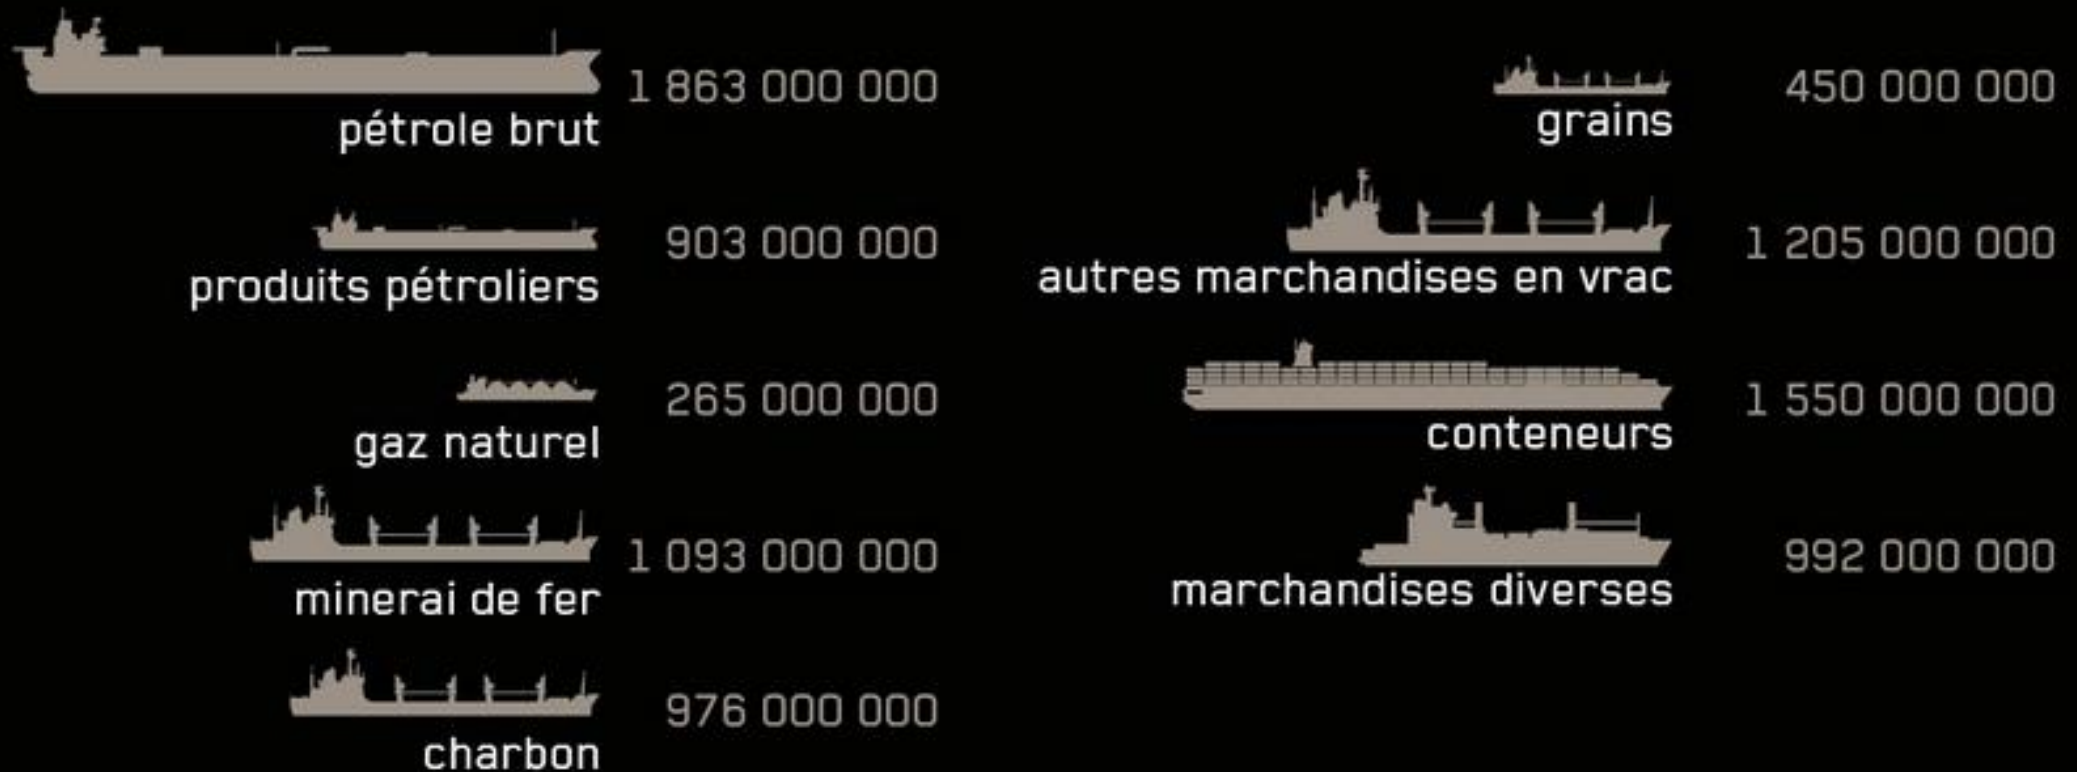 1 863 000 000
pétrole brut
903 000 000
produits pétroliers
265 000 000
gaz naturel
1 093 000 000
minerai de fer
976 000 000
charbon
450 000 000
grains
1 205 000 000
autres marchandises en vrac
1 550 000 000
conteneurs
992 000 000
marchandises diverses